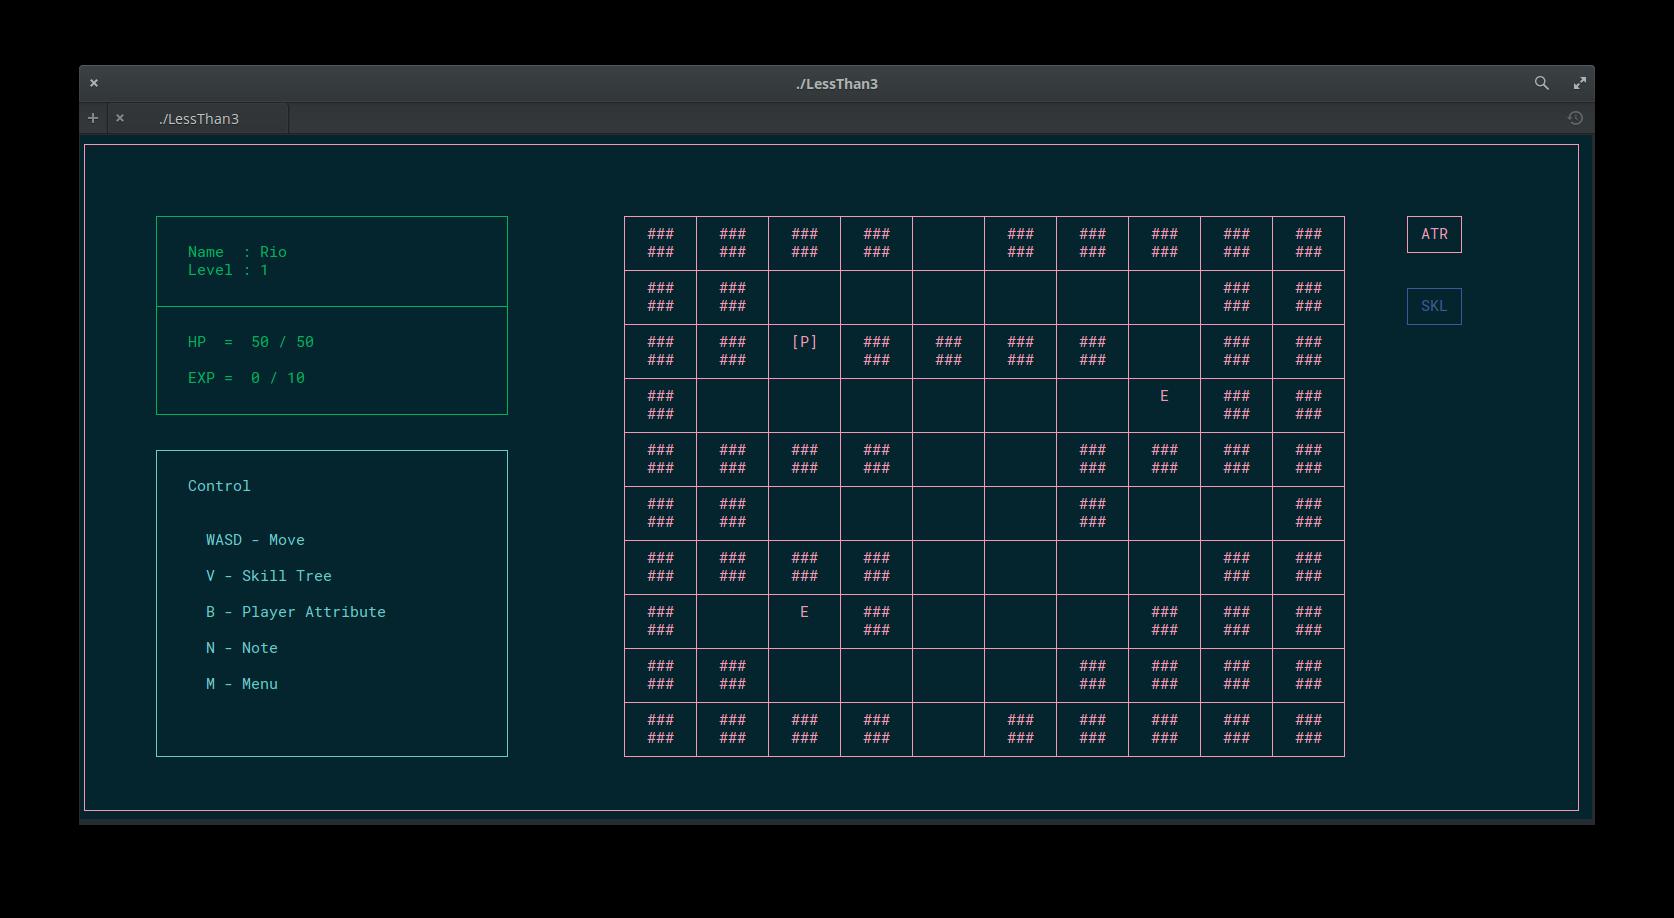 ./LessThan3
./LessThan3
Name  : Rio
Level : 1
HP  =  50 / 50
EXP =  0 / 10
Control
WASD - Move
V - Skill Tree
B - Player Attribute
N - Note
M - Menu
### ### ### ### ### ### ### ### ###
### ### ### ### ### ### ### ### ###
### ### ### ###
### ### ### ###
### ### [P] ### ### ### ### ### ###
### ### ### ### ### ### ### ###
### E ### ###
### ### ###
### ### ### ### ### ### ### ###
### ### ### ### ### ### ### ###
### ### ### ###
### ### ### ###
### ### ### ### ### ###
### ### ### ### ### ###
### E ### ### ### ###
### ### ### ### ###
### ### ### ### ### ###
### ### ### ### ### ###
### ### ### ### ### ### ### ### ###
### ### ### ### ### ### ### ### ###
ATR
SKL